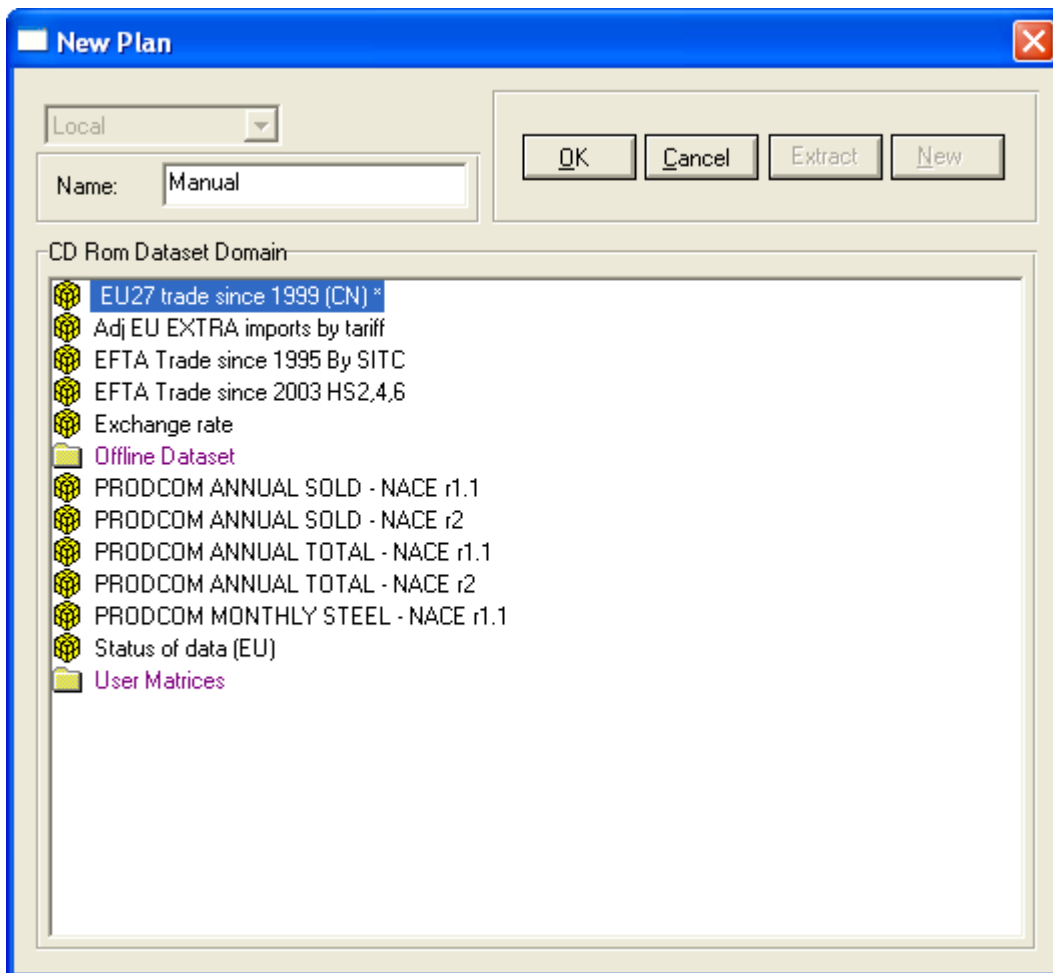 New Plan
Local
Name: Manual
OK Cancel Extract New
CD Rom Dataset Domain
EU27 trade since 1999 (CN) *
Adj EU EXTRA imports by tariff
EFTA Trade since 1995 By SITC
EFTA Trade since 2003 HS2,4,6
Exchange rate
Offline Dataset
PRODCOM ANNUAL SOLD - NACE r1.1
PRODCOM ANNUAL SOLD - NACE r2
PRODCOM ANNUAL TOTAL - NACE r1.1
PRODCOM ANNUAL TOTAL - NACE r2
PRODCOM MONTHLY STEEL - NACE r1.1
Status of data (EU)
User Matrices